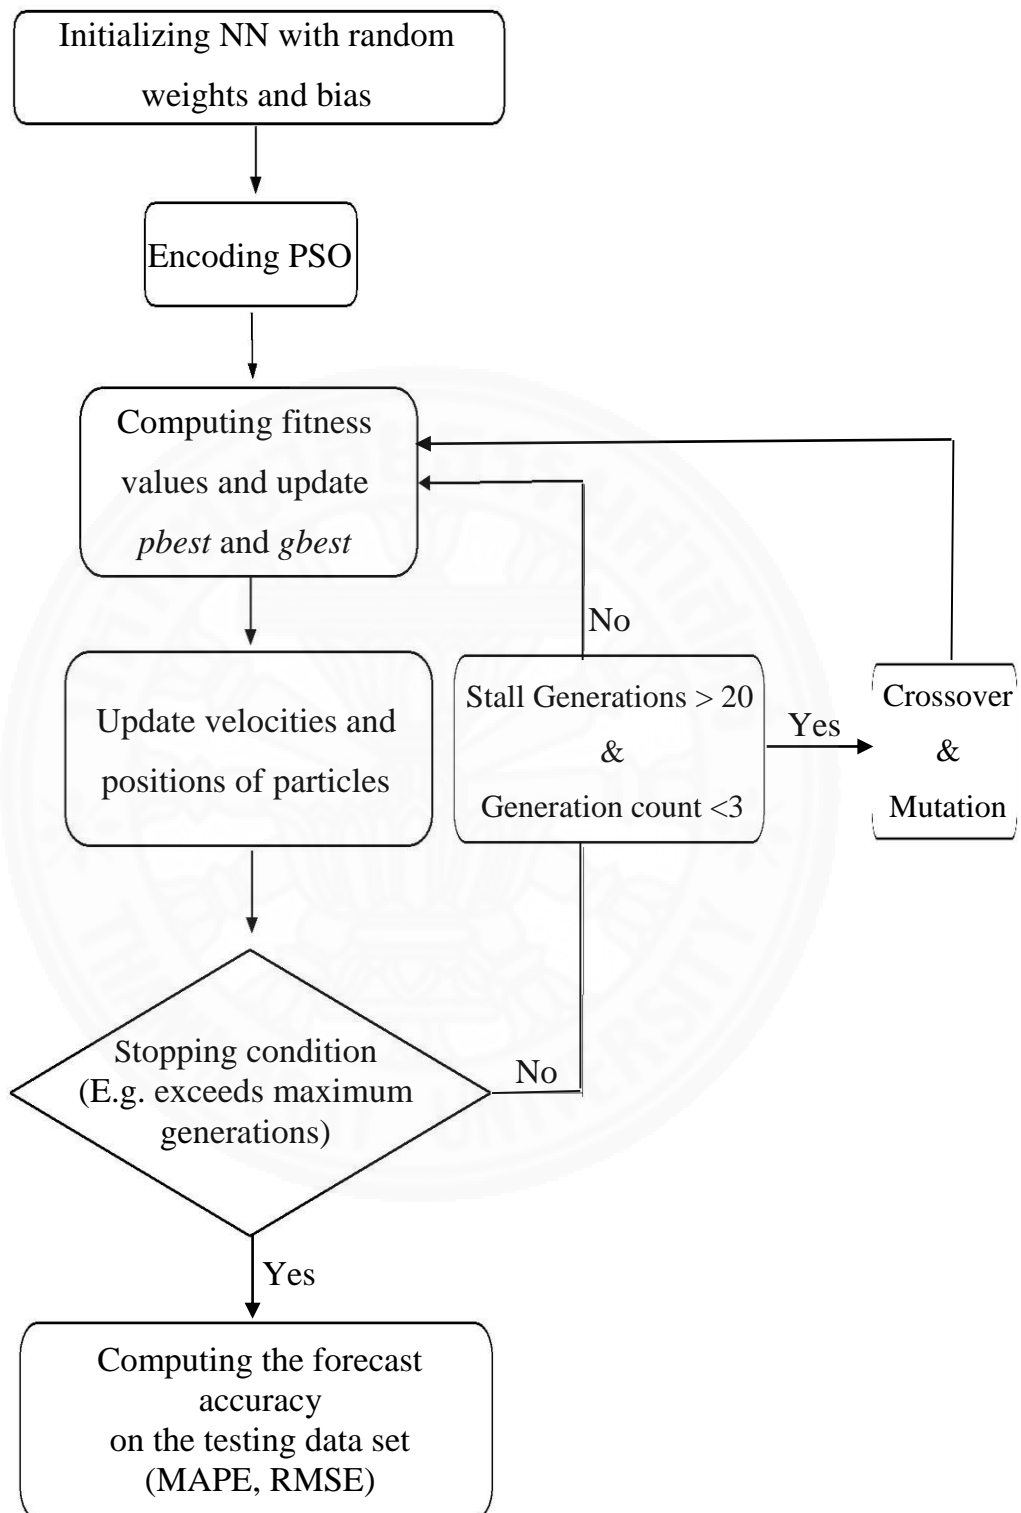 Initializing NN with random
weights and bias
Encoding PSO
Computing fitness
values and update
pbest and gbest
No
Update velocities and
positions of particles
Stall Generations > 20
&
Generation count <3
Yes
Crossover
&
Mutation
Stopping condition
(E.g. exceeds maximum
generations)
No
Yes
Computing the forecast
accuracy
on the testing data set
(MAPE, RMSE)